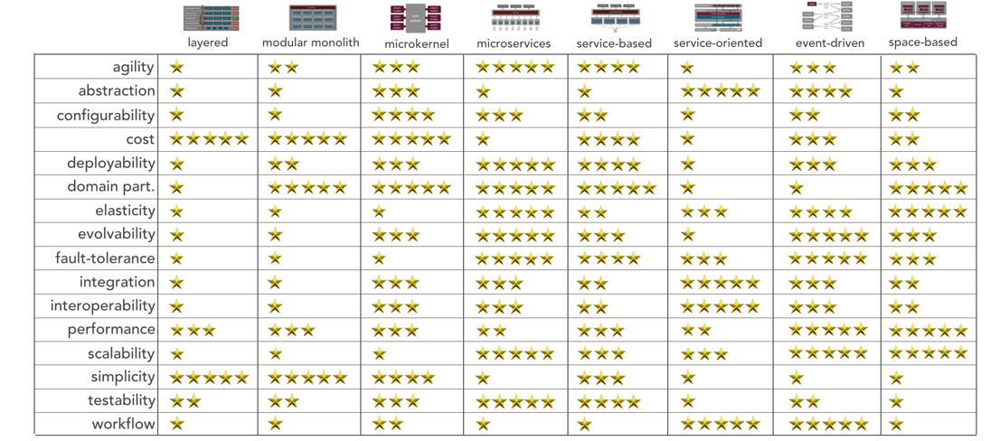 layered modular monolith microkernel microservices service-based service-oriented event-driven space-based
agility
abstraction
configurability
cost
deployability
domain part.
elasticity
evolvability
fault-tolerance
integration
interoperability
performance
scalability
simplicity
testability
workflow